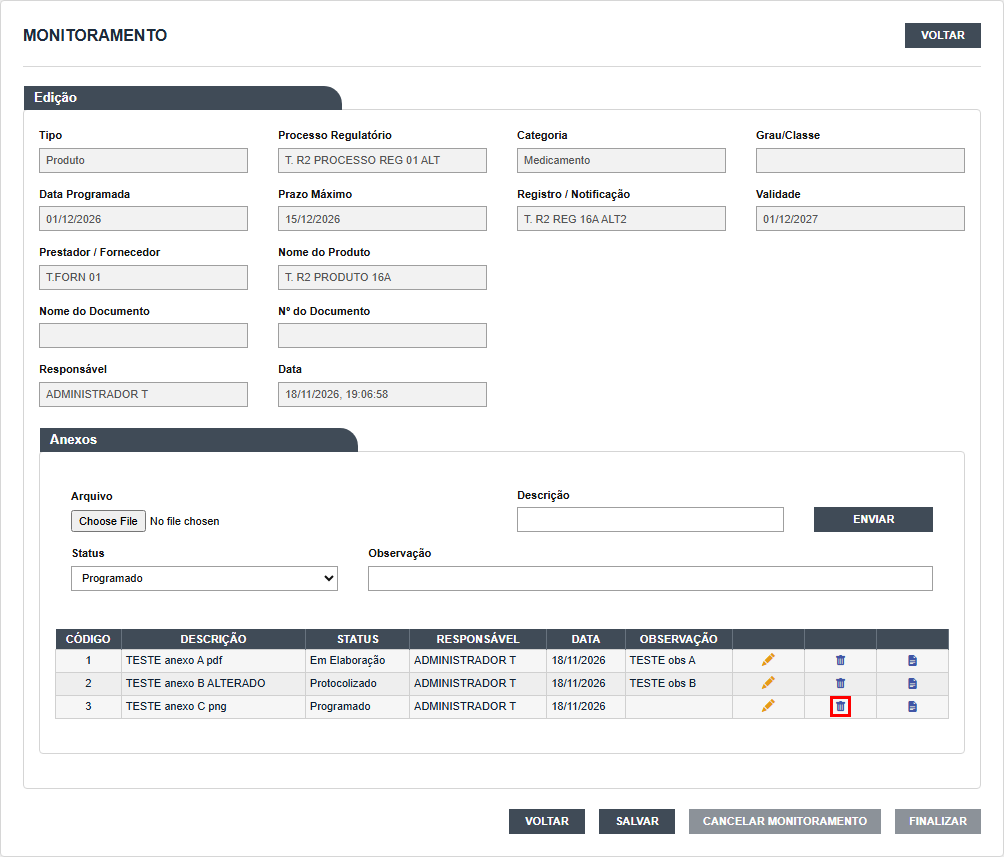 MONITORAMENTO VOLTAR
Edição
Tipo Processo Regulatório Categoria Grau/Classe
Produto T. R2 PROCESSO REG 01 ALT Medicamento
Data Programada Prazo Máximo Registro / Notificação Validade
01/12/2026 15/12/2026 T. R2 REG 16A ALT2 01/12/2027
Prestador / Fornecedor Nome do Produto
T.FORN 01 T. R2 PRODUTO 16A
Nome do Documento Nº do Documento
Responsável Data
ADMINISTRADOR T 18/11/2026, 19:06:58
Anexos
Arquivo Descrição
Choose File No file chosen ENVIAR
Status Observação
Programado
CÓDIGO DESCRIÇÃO STATUS RESPONSÁVEL DATA OBSERVAÇÃO
1 TESTE anexo A pdf Em Elaboração ADMINISTRADOR T 18/11/2026 TESTE obs A
2 TESTE anexo B ALTERADO Protocolizado ADMINISTRADOR T 18/11/2026 TESTE obs B
3 TESTE anexo C png Programado ADMINISTRADOR T 18/11/2026
VOLTAR SALVAR CANCELAR MONITORAMENTO FINALIZAR